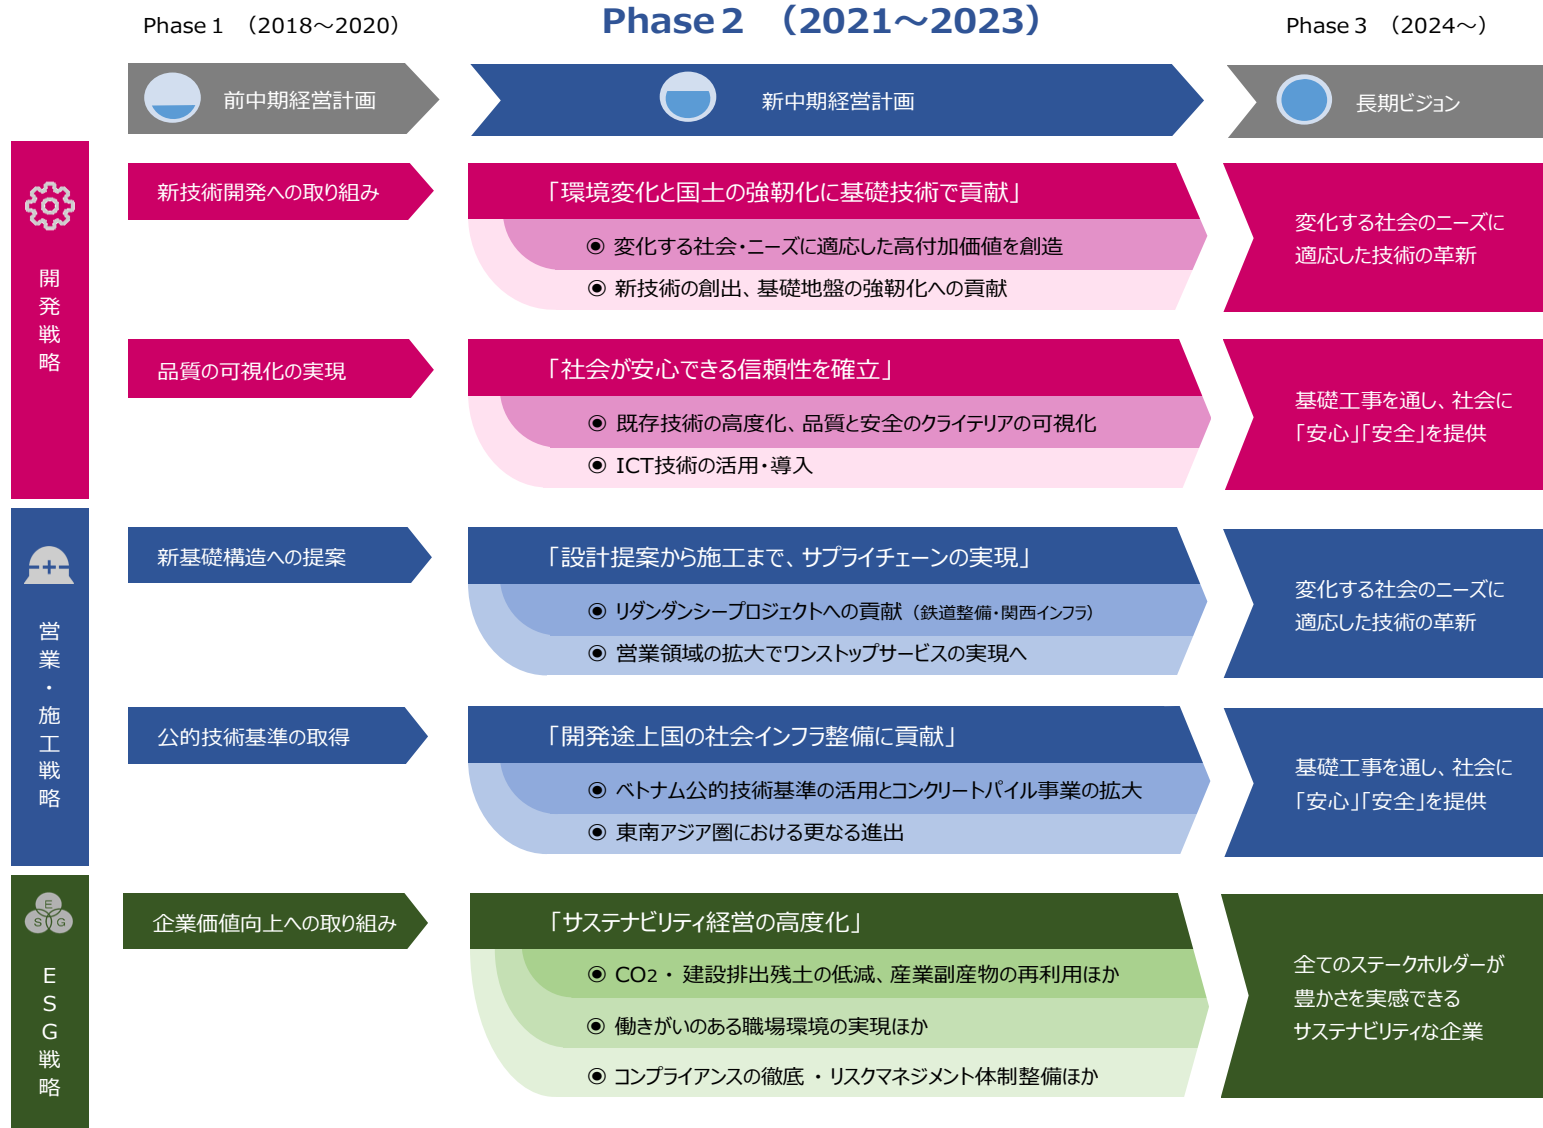 Phase 1 （2018～2020）
Phase 2 （2021～2023）
Phase 3 （2024～）
前中期経営計画
新中期経営計画
長期ビジョン
開発戦略
新技術開発への取り組み
「環境変化と国土の強靭化に基礎技術で貢献」
◉ 変化する社会・ニーズに適応した高付加価値を創造
◉ 新技術の創出、基礎地盤の強靭化への貢献
変化する社会のニーズに
適応した技術の革新
品質の可視化の実現
「社会が安心できる信頼性を確立」
◉ 既存技術の高度化、品質と安全のクライテリアの可視化
◉ ICT技術の活用・導入
基礎工事を通し、社会に
「安心」「安全」を提供
営業・施工戦略
新基礎構造への提案
「設計提案から施工まで、サプライチェーンの実現」
◉ リダンダンシープロジェクトへの貢献（鉄道整備・関西インフラ）
◉ 営業領域の拡大でワンストップサービスの実現へ
変化する社会のニーズに
適応した技術の革新
公的技術基準の取得
「開発途上国の社会インフラ整備に貢献」
◉ ベトナム公的技術基準の活用とコンクリートパイル事業の拡大
◉ 東南アジア圏における更なる進出
基礎工事を通し、社会に
「安心」「安全」を提供
E
S G
ESG戦略
企業価値向上への取り組み
「サステナビリティ経営の高度化」
◉ CO2・建設排出残土の低減、産業副産物の再利用ほか
◉ 働きがいのある職場環境の実現ほか
◉ コンプライアンスの徹底・リスクマネジメント体制整備ほか
全てのステークホルダーが
豊かさを実感できる
サステナビリティな企業